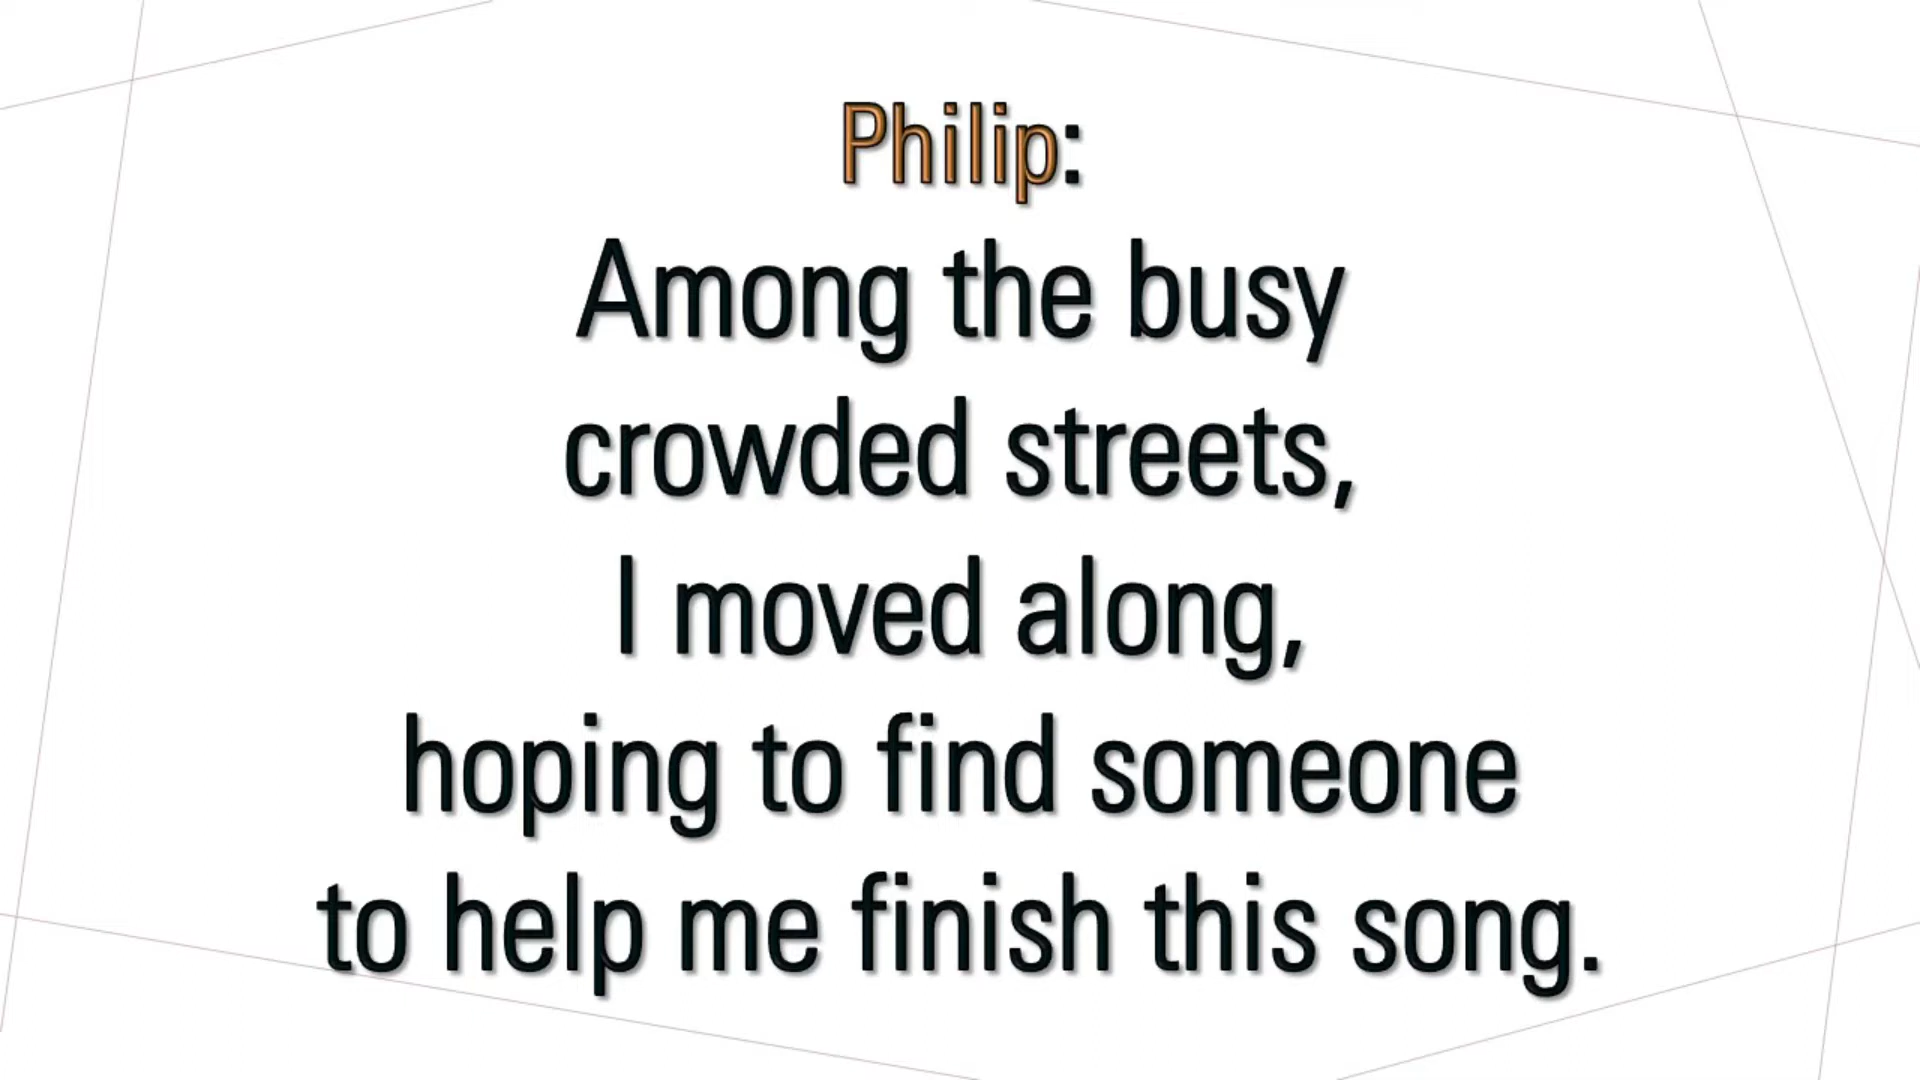 Philip:
Among the busy
crowded streets,
I moved along,
hoping to find someone
to help me finish this song.